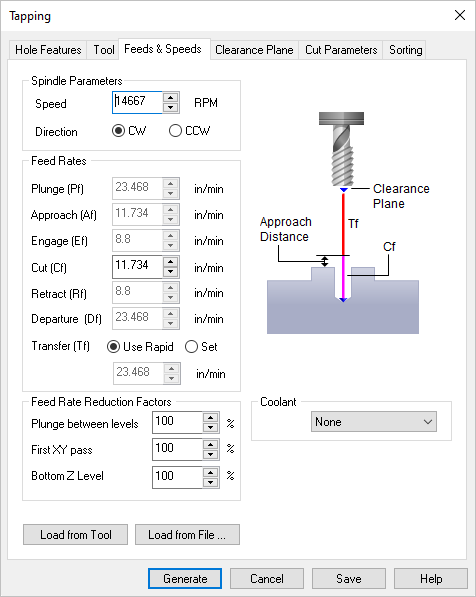 Tapping
Hole Features Tool Feeds & Speeds Clearance Plane Cut Parameters Sorting
Spindle Parameters
Speed 14667 RPM
Direction CW CCW
Feed Rates
Plunge (Pf) 23.468 in/min
Approach (Af) 11.734 in/min
Engage (Ef) 8.8 in/min
Cut (Cf) 11.734 in/min
Retract (Rf) 8.8 in/min
Departure (Df) 23.468 in/min
Transfer (Tf) Use Rapid Set
23.468 in/min
Clearance
Plane
Tf
Approach
Distance
Cf
Feed Rate Reduction Factors
Plunge between levels 100 %
First XY pass 100 %
Bottom Z Level 100 %
Coolant
None
Load from Tool Load from File ...
Generate Cancel Save Help